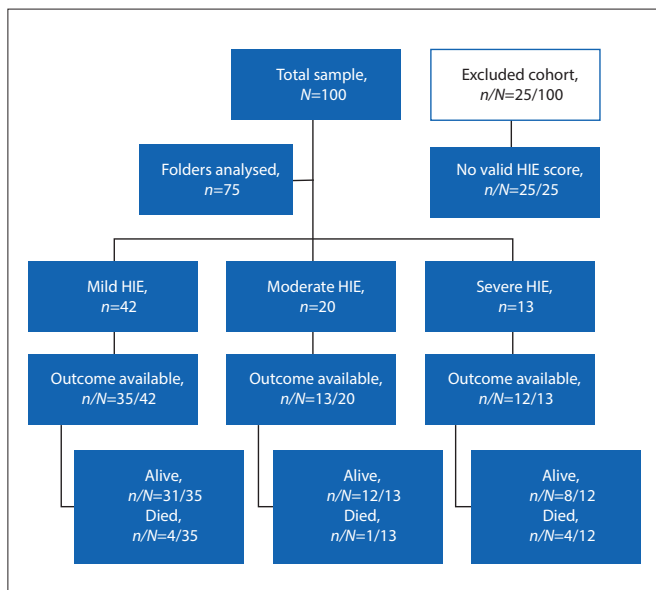 Total sample,
N=100
Excluded cohort,
n/N=25/100
Folders analysed,
n=75
No valid HIE score,
n/N=25/25
Mild HIE,
n=42
Moderate HIE,
n=20
Severe HIE,
n=13
Outcome available,
n/N=35/42
Outcome available,
n/N=13/20
Outcome available,
n/N=12/13
Alive,
n/N=31/35
Died,
n/N=4/35
Alive,
n/N=12/13
Died,
n/N=1/13
Alive,
n/N=8/12
Died,
n/N=4/12